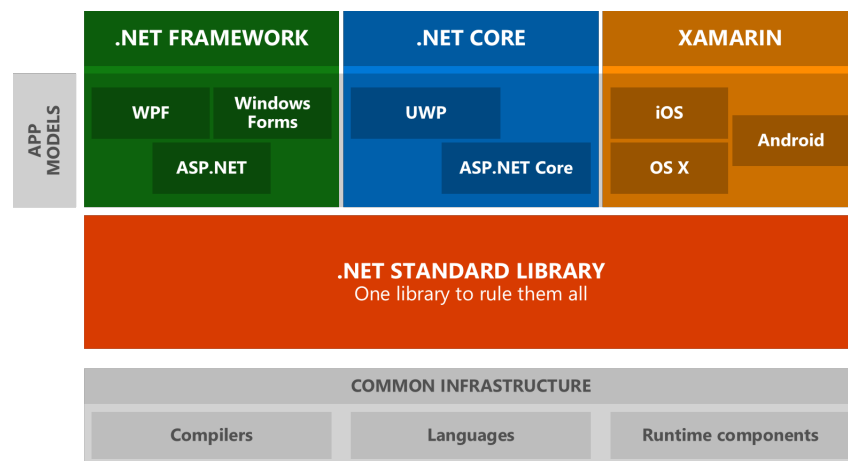 .NET FRAMEWORK
.NET CORE
XAMARIN
APP
MODELS
WPF
Windows
Forms
ASP.NET
UWP
ASP.NET Core
iOS
Android
OS X
.NET STANDARD LIBRARY
One library to rule them all
COMMON INFRASTRUCTURE
Compilers
Languages
Runtime components